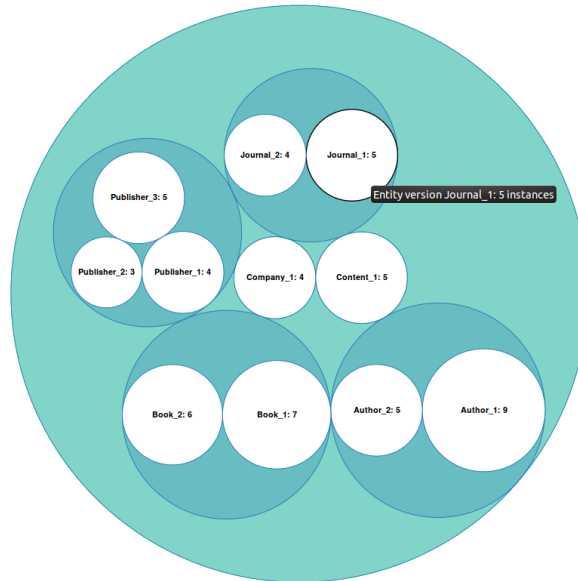 Journal_2: 4
Journal_1: 5
Entity version Journal_1: 5 instances
Publisher_3: 5
Publisher_2: 3
Publisher_1: 4
Company_1: 4
Content_1: 5
Book_2: 6
Book_1: 7
Author_2: 5
Author_1: 9